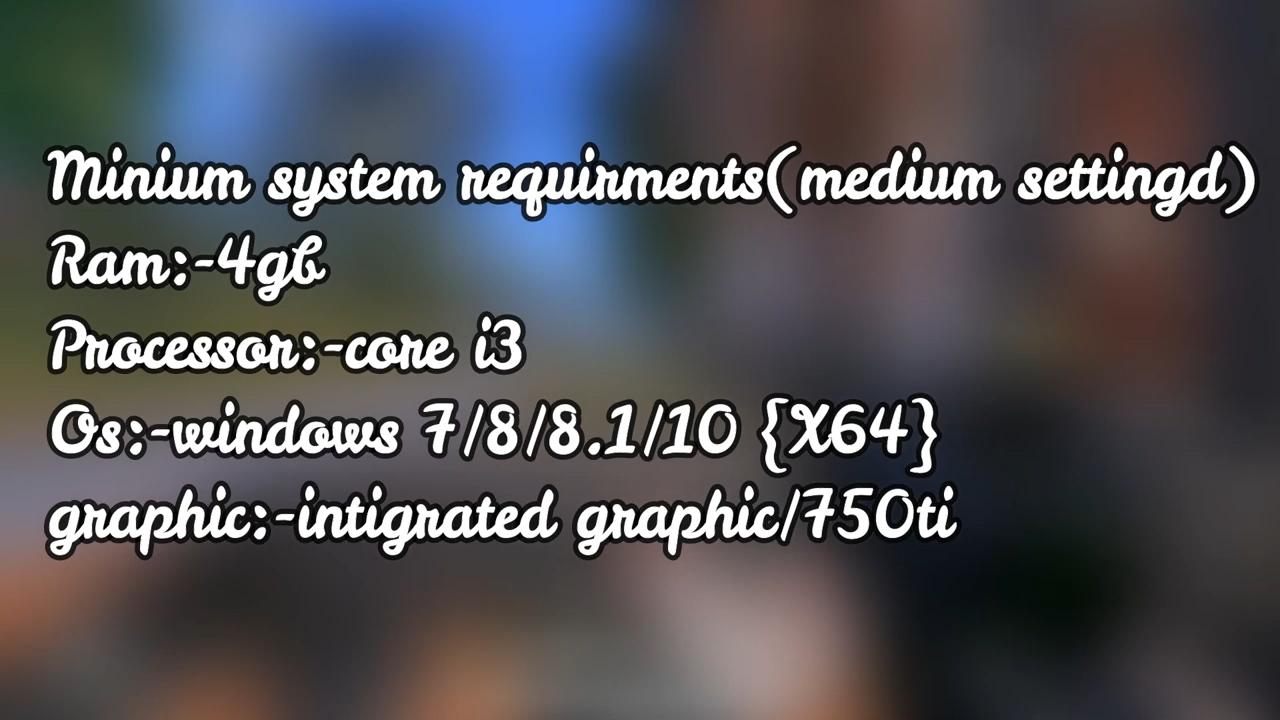 Minium system requirments(medium settingd)
Ram:-4gb
Processor:-core i3
Os:-windows 7/8/8.1/10 {X64}
graphic:-intigrated graphic/750ti